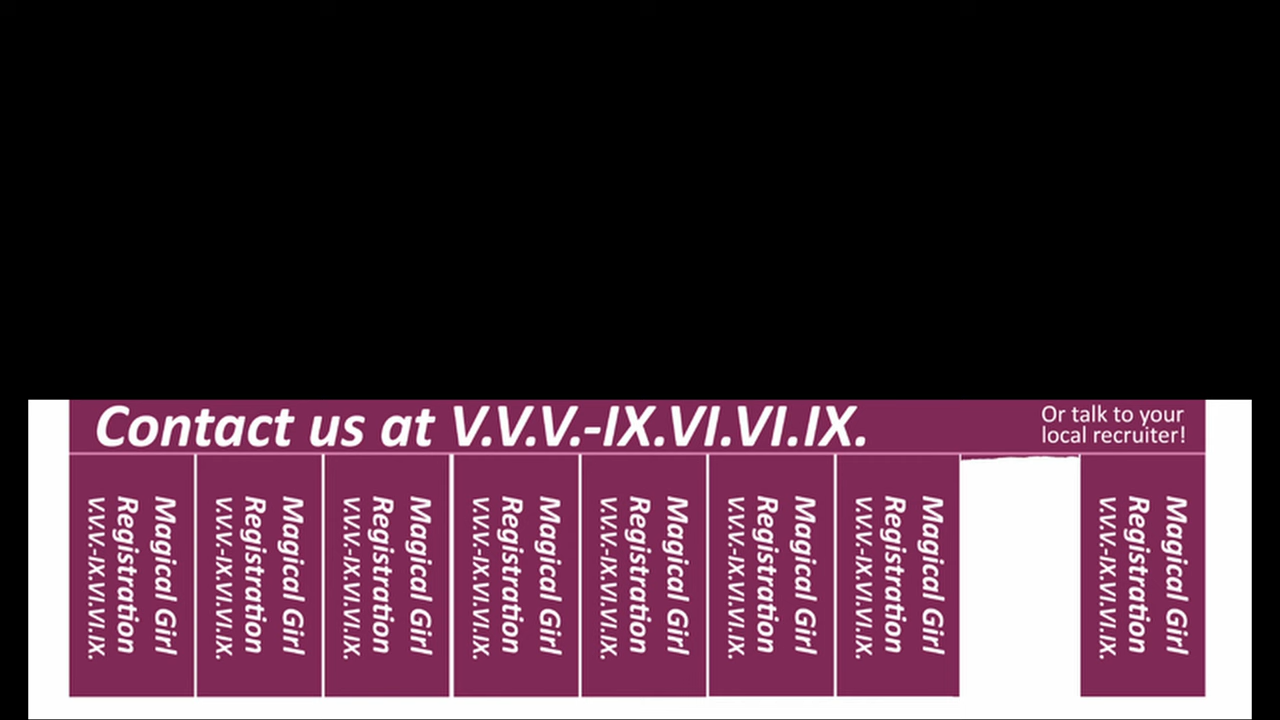 Contact us at V.V.V.-IX.VI.VI.IX.
Or talk to your
local recruiter!
Magical Girl
Registration
V.V.V.-IX.VI.VI.IX.
Magical Girl
Registration
V.V.V.-IX.VI.VI.IX.
Magical Girl
Registration
V.V.V.-IX.VI.VI.IX.
Magical Girl
Registration
V.V.V.-IX.VI.VI.IX.
Magical Girl
Registration
V.V.V.-IX.VI.VI.IX.
Magical Girl
Registration
V.V.V.-IX.VI.VI.IX.
Magical Girl
Registration
V.V.V.-IX.VI.VI.IX.
Magical Girl
Registration
V.V.V.-IX.VI.VI.IX.